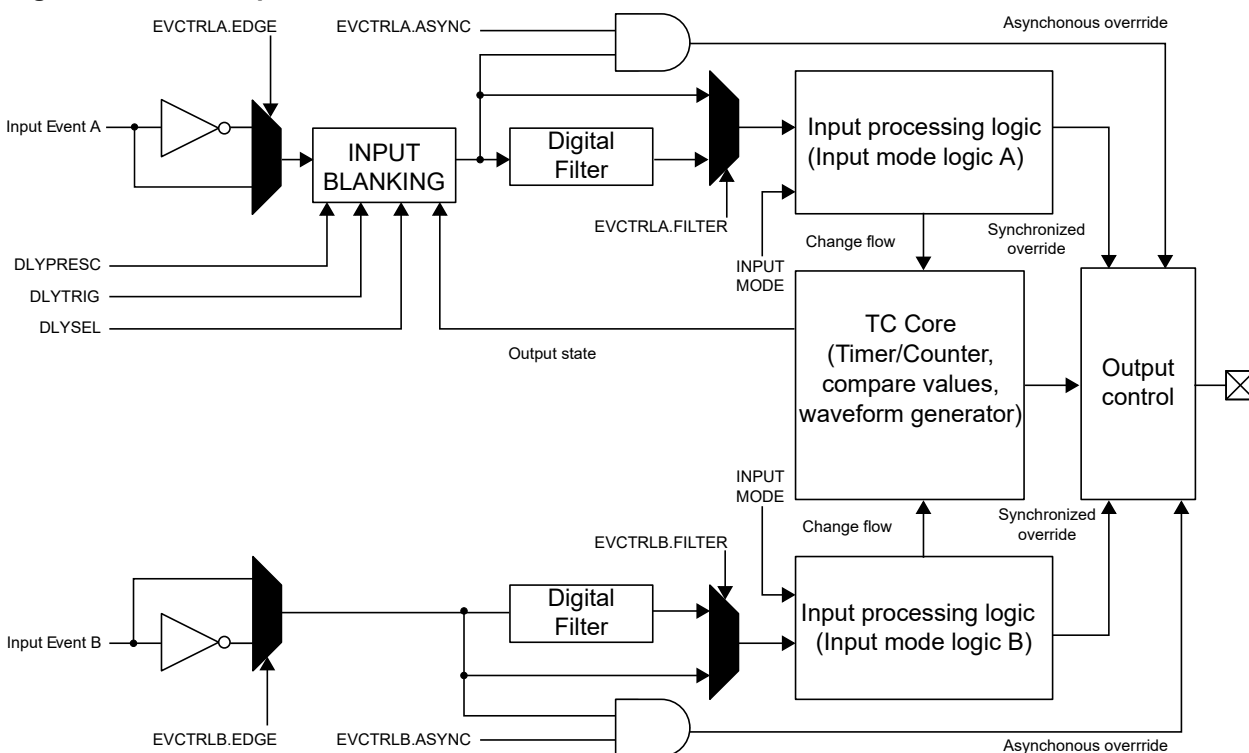 EVCTRLA.EDGE
EVCTRLA.ASYNC
Asynchonous overrride
Input Event A
INPUT
BLANKING
Digital
Filter
Input processing logic
(Input mode logic A)
EVCTRLA.FILTER
DLYPRESC
DLYTRIG
DLYSEL
INPUT
MODE
Change flow
Synchronized
override
Output state
TC Core
(Timer/Counter,
compare values,
waveform generator)
Output
control
INPUT
MODE
Change flow
Synchronized
override
EVCTRLB.FILTER
Input Event B
Digital
Filter
Input processing logic
(Input mode logic B)
EVCTRLB.EDGE
EVCTRLB.ASYNC
Asynchonous overrride